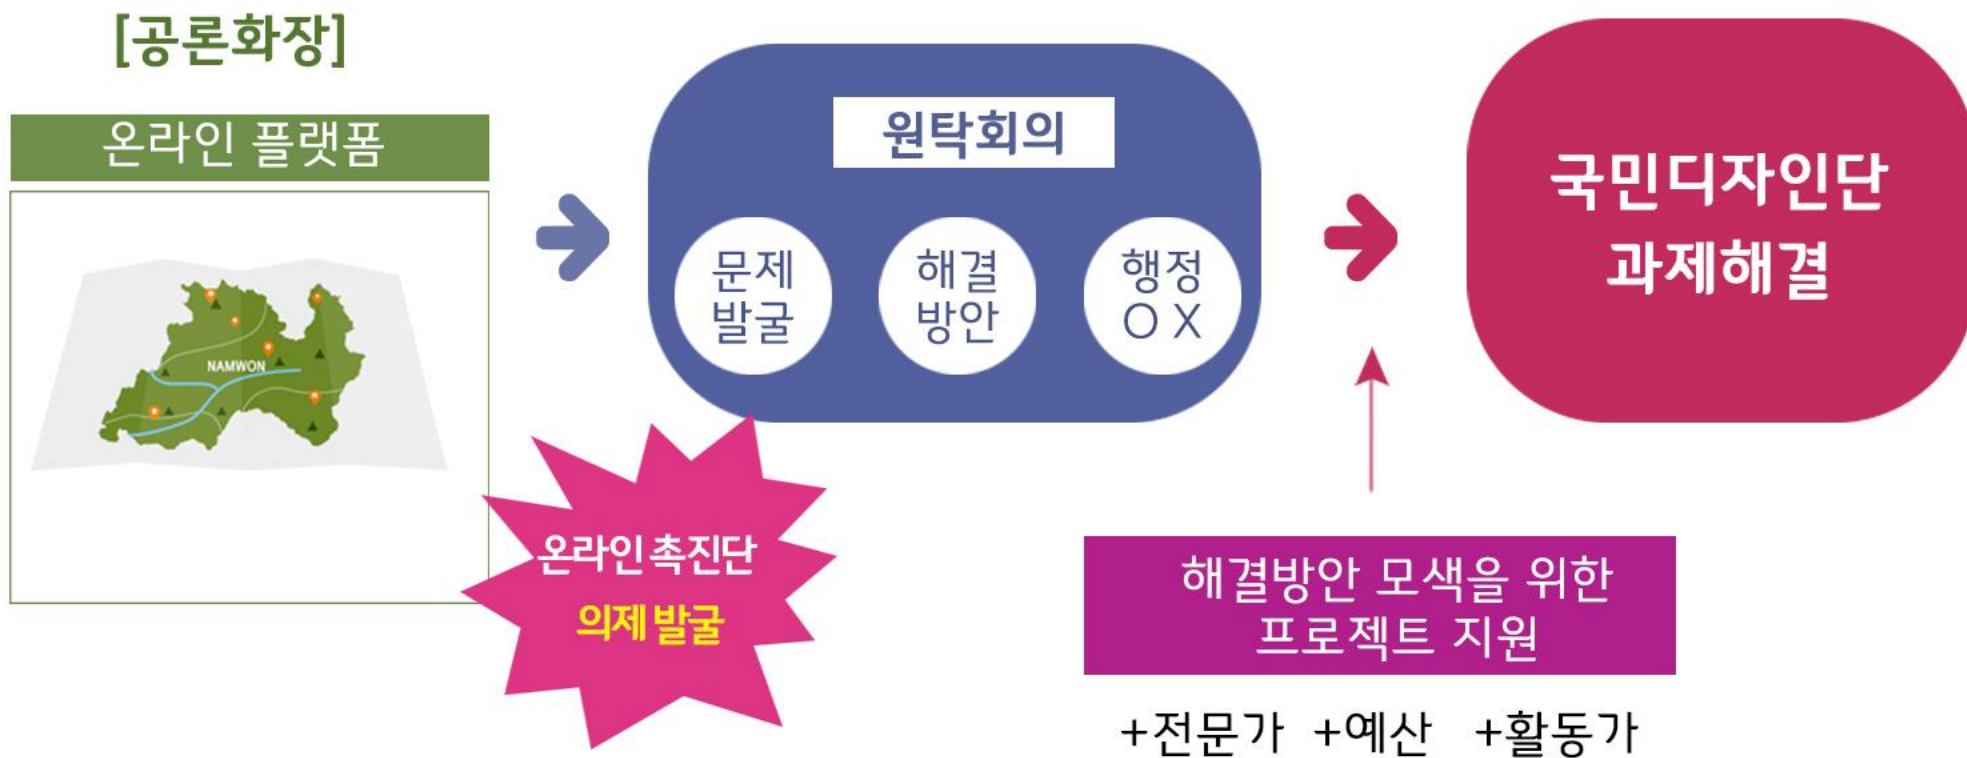 [공론화장]
온라인 플랫폼
NAMWON
원탁회의
문제
발굴
해결
방안
행정
O X
국민디자인단
과제해결
온라인 촉진단
의제 발굴
해결방안 모색을 위한
프로젝트 지원
+전문가 +예산 +활동가